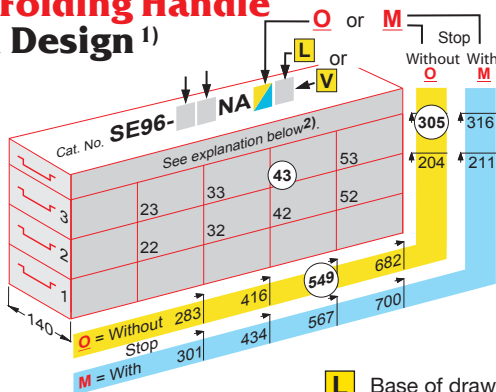 Folding Handle
Design 1)
O or M
Stop
Without With
O M
L or
V
Cat. No. SE96- NA
See explanation below2).
305 316
204 211
3 23 33 43 53
2 22 32 42 52
1
140
O = Without 283 416 549 682
Stop
M = With 301 434 567 700
L Base of draw